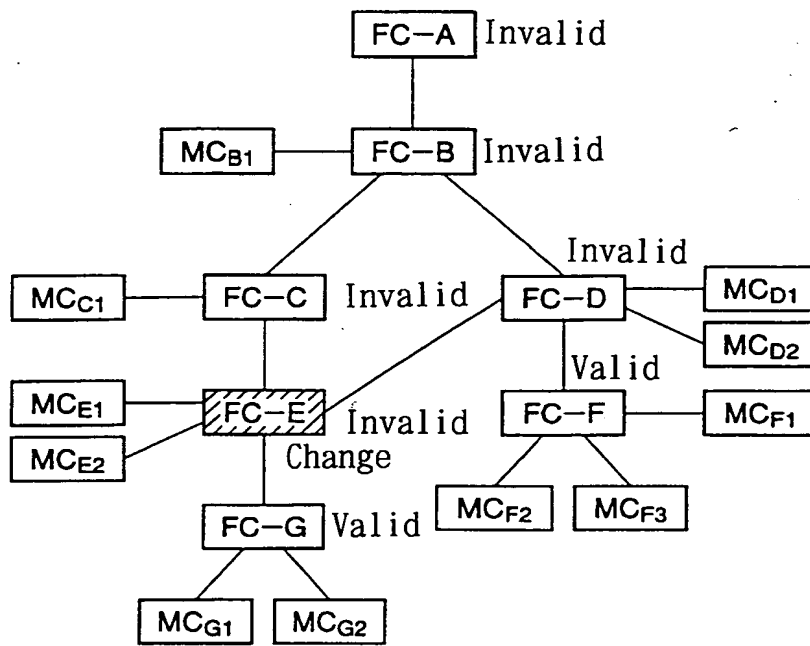 FC-A Invalid
MCB1 FC-B Invalid
Invalid
MCC1 FC-C Invalid FC-D MCD1
MCD2
Valid
MCE1 FC-E Invalid FC-F MCF1
MCE2 Change
FC-G Valid MCF2 MCF3
MCG1 MCG2